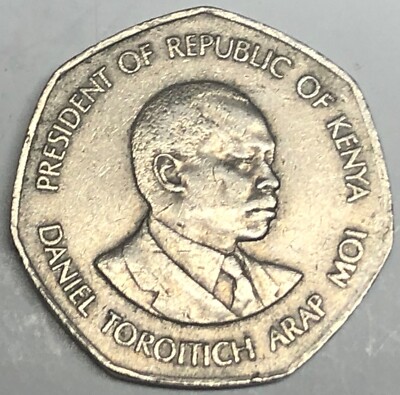 PRESIDENT OF REPUBLIC OF KENYA
DANIEL TOROITICH ARAP MOI